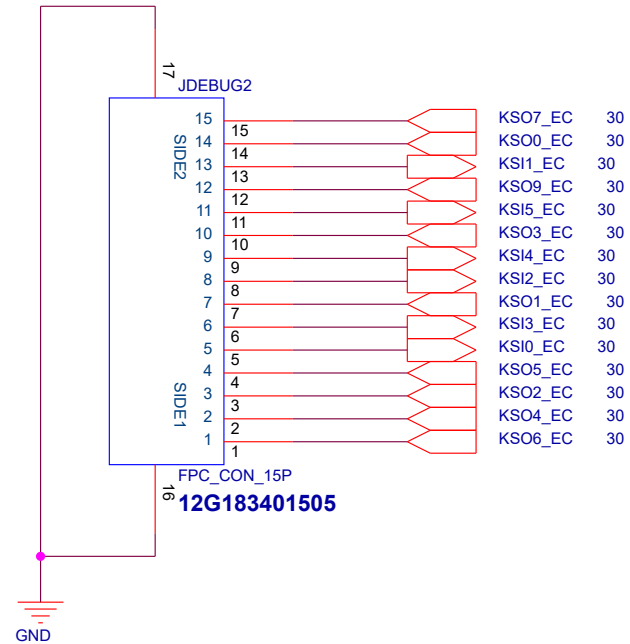 17
JDEBUG2
15 15 KSO7_EC 30
14 14 KSO0_EC 30
13 13 KSI1_EC 30
12 12 KSO9_EC 30
11 11 KSI5_EC 30
10 10 KSO3_EC 30
9 9 KSI4_EC 30
8 8 KSI2_EC 30
7 7 KSO1_EC 30
6 6 KSI3_EC 30
5 5 KSI0_EC 30
4 4 KSO5_EC 30
3 3 KSO2_EC 30
2 2 KSO4_EC 30
1 1 KSO6_EC 30
SIDE2
SIDE1
16
FPC_CON_15P
12G183401505
GND